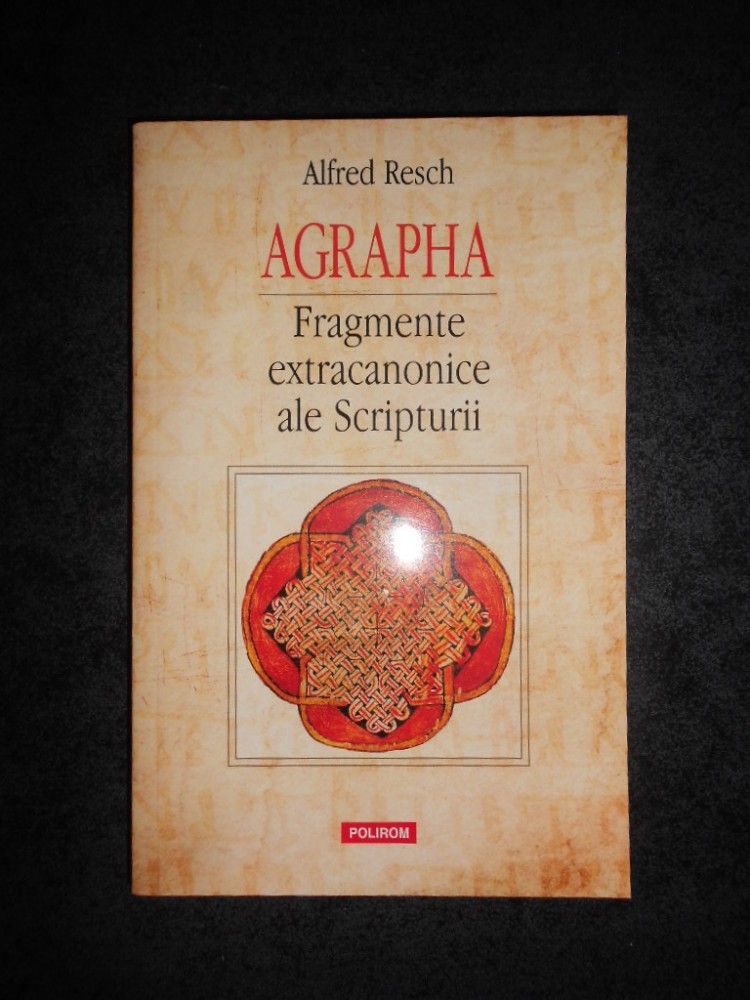 Alfred Resch
AGRAPHA
Fragmente
extracanonice
ale Scripturii
POLIROM